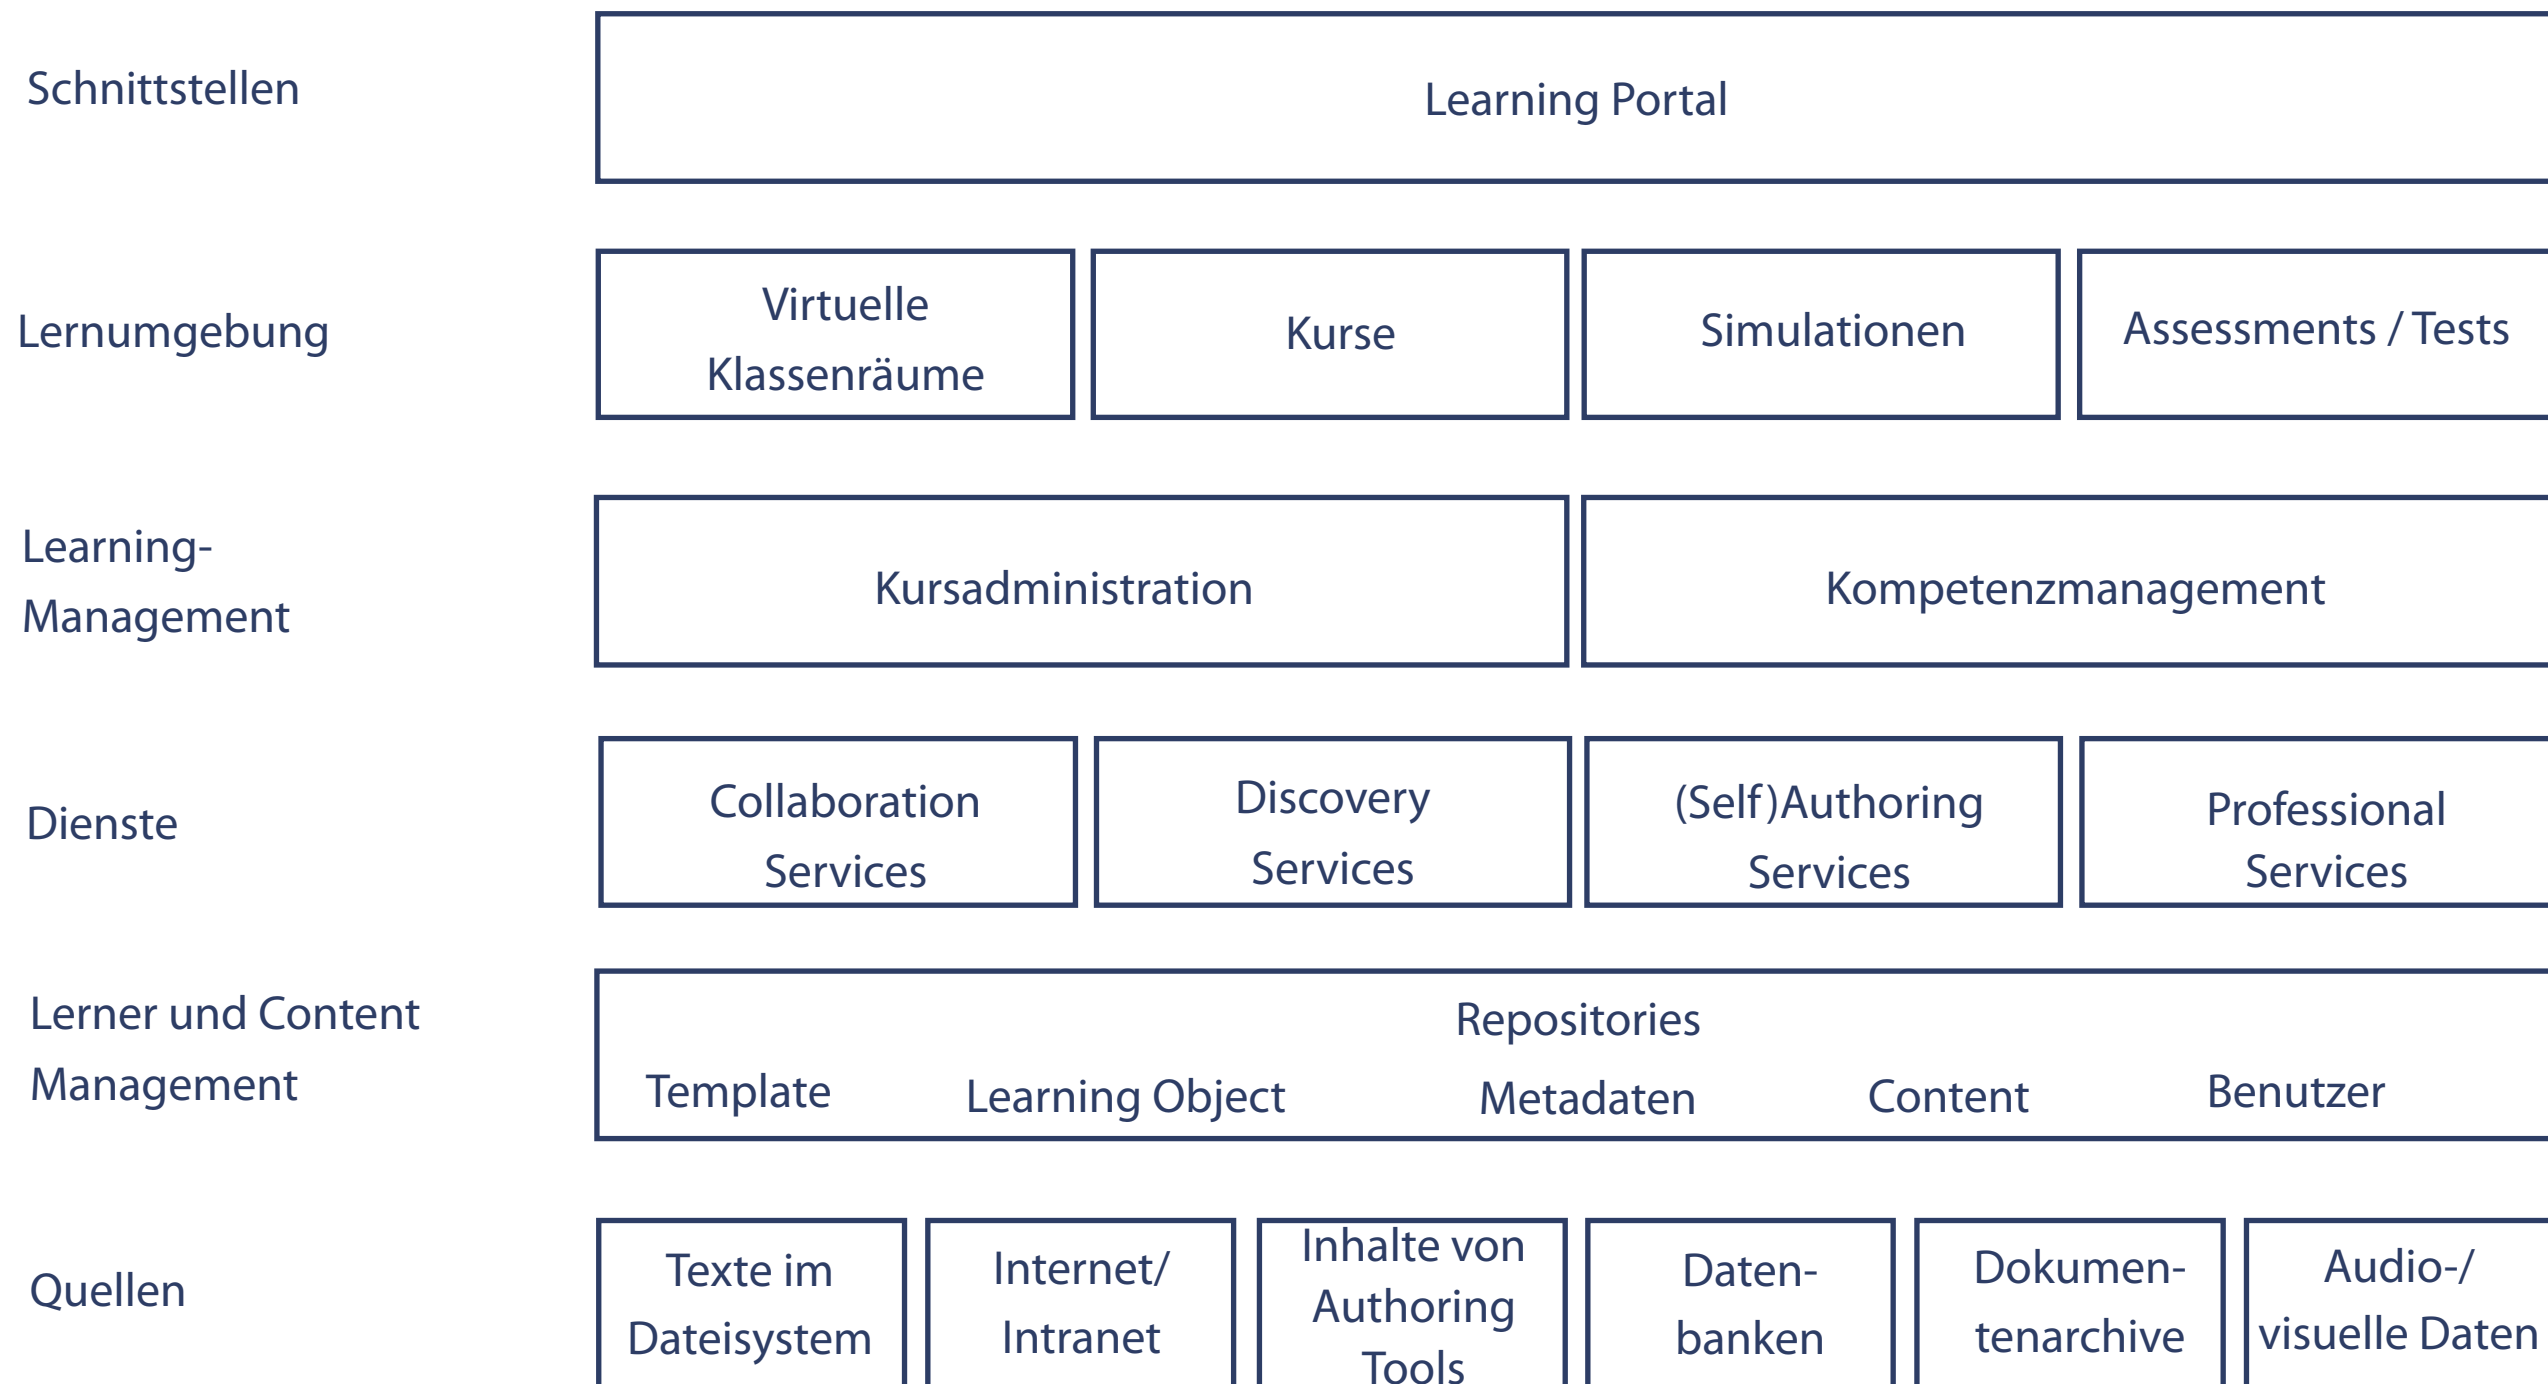 Schnittstellen
Learning Portal
Lernumgebung
Virtuelle
Klassenräume
Kurse
Simulationen
Assessments / Tests
Learning-
Management
Kursadministration
Kompetenzmanagement
Dienste
Collaboration
Services
Discovery
Services
(Self)Authoring
Services
Professional
Services
Lerner und Content
Management
Repositories
Template
Learning Object
Metadaten
Content
Benutzer
Quellen
Texte im
Dateisystem
Internet/
Intranet
Inhalte von
Authoring
Tools
Daten-
banken
Dokumen-
tenarchive
Audio-/
visuelle Daten